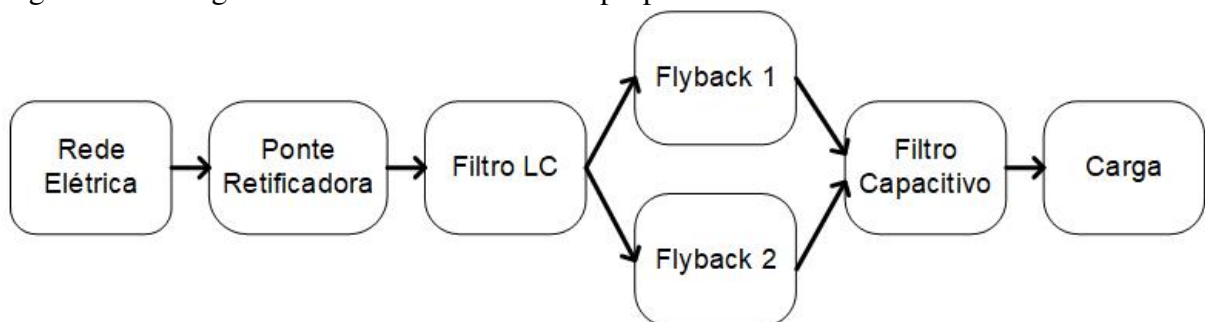 Flyback 1
Rede
Elétrica
Ponte
Retificadora
Filtro LC
Filtro
Capacitivo
Carga
Flyback 2